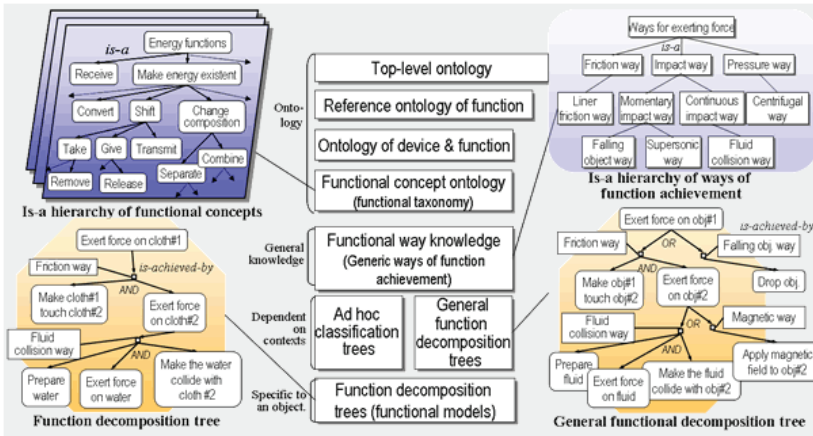 is-a
Energy functions
Receive
Make energy existent
Convert
Shift
Change
composition
Take
Give
Transmit
Combine
Remove
Release
Separate
Is-a hierarchy of functional concepts
Onto-
logy
Top-level ontology
Reference ontology of function
Ontology of device & function
Functional concept ontology
(functional taxonomy)
General
knowledge
Functional way knowledge
(Generic ways of function
achievement)
Dependent
on
contexts
Ad hoc
classification
trees
General
function
decomposition
trees
Specific to
an object.
Function decomposition
trees (functional models)
Ways for exerting force
is-a
Friction way
Impact way
Pressure way
Liner
friction way
Momentary
impact way
Continuous
impact way
Centrifugal
way
Falling
object way
Supersonic
way
Fluid
collision way
Is-a hierarchy of ways of
function achievement
Exert force on cloth#1
Friction way
is-achieved-by
AND
Make cloth#1
touch cloth#2
Exert force
on cloth#2
Fluid
collision way
AND
Prepare
water
Exert force
on water
Make the water
collide with
cloth #2
Function decomposition tree
Exert force on obj#1
is-achieved-by
Friction way
OR
Falling obj. way
AND
Make obj#1
touch obj#2
Exert force
on obj#2
Drop obj.
Fluid
collision way
OR
Magnetic way
AND
Prepare
fluid
Exert force
on fluid
Make the fluid
collide with obj#2
Apply magnetic
field to obj#2
General functional decomposition tree